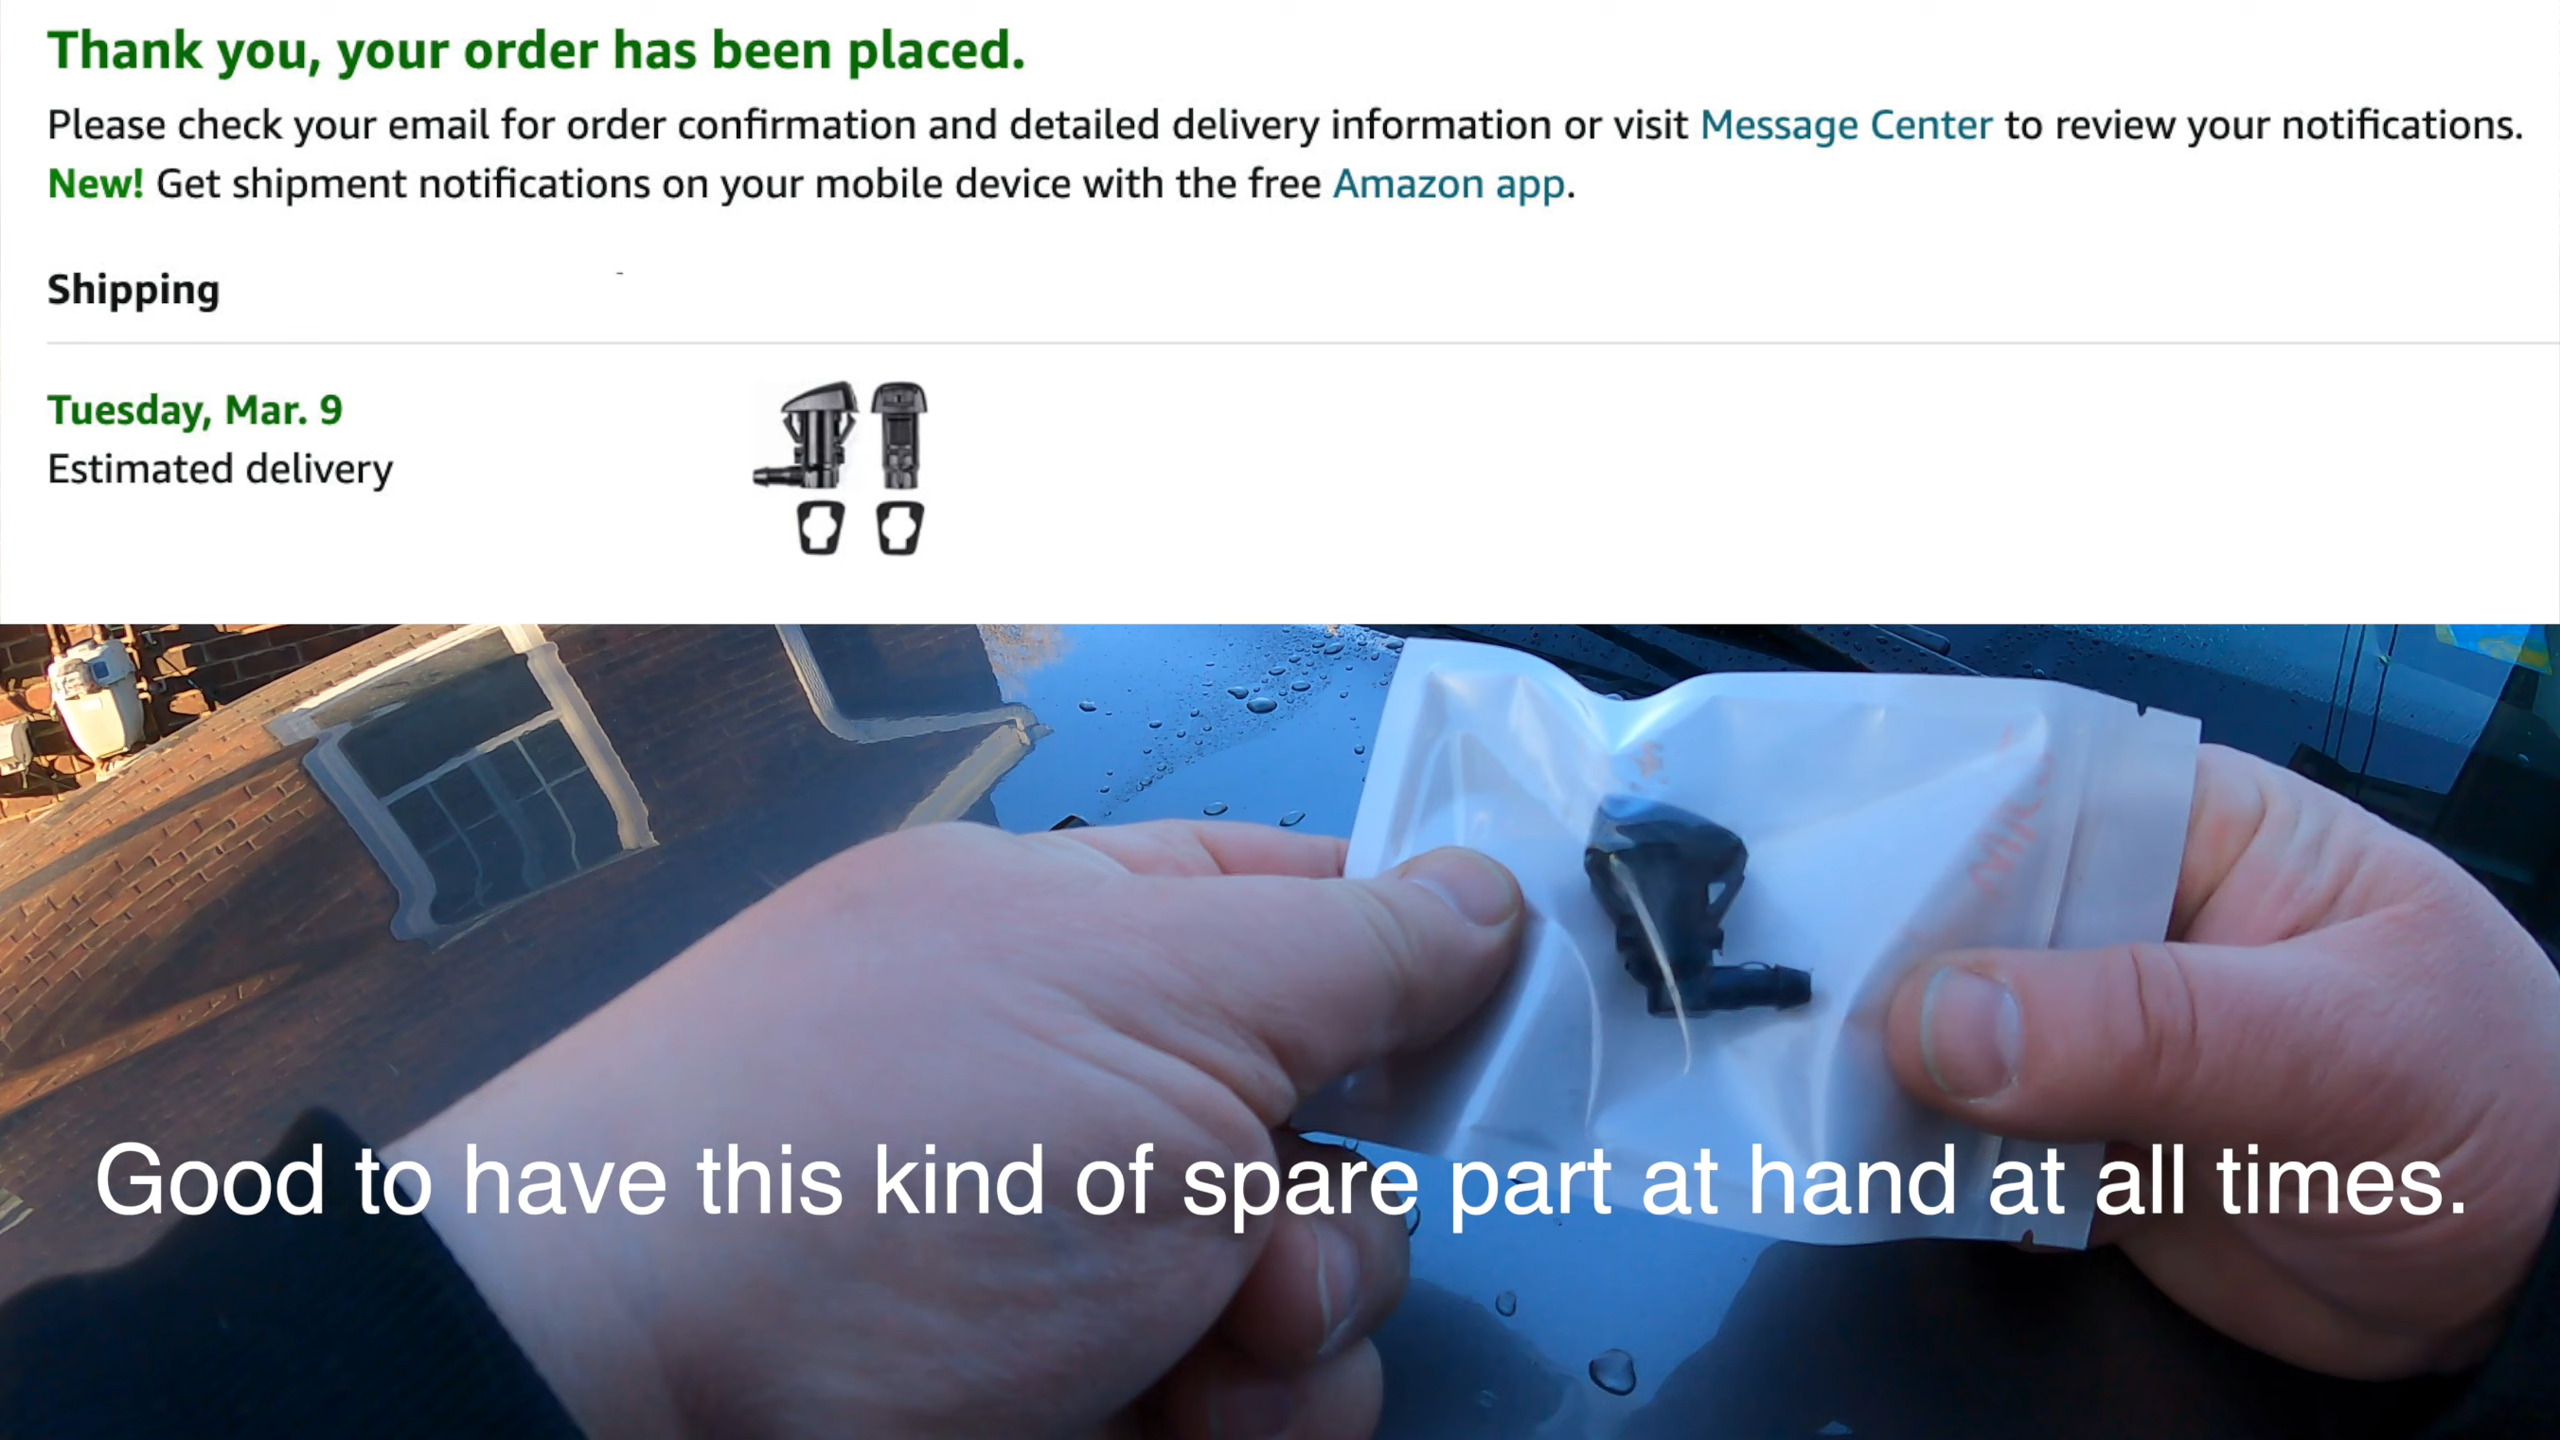 Thank you, your order has been placed.
Please check your email for order confirmation and detailed delivery information or visit Message Center to review your notifications.
New! Get shipment notifications on your mobile device with the free Amazon app.
Shipping
Tuesday, Mar. 9
Estimated delivery
Good to have this kind of spare part at hand at all times.